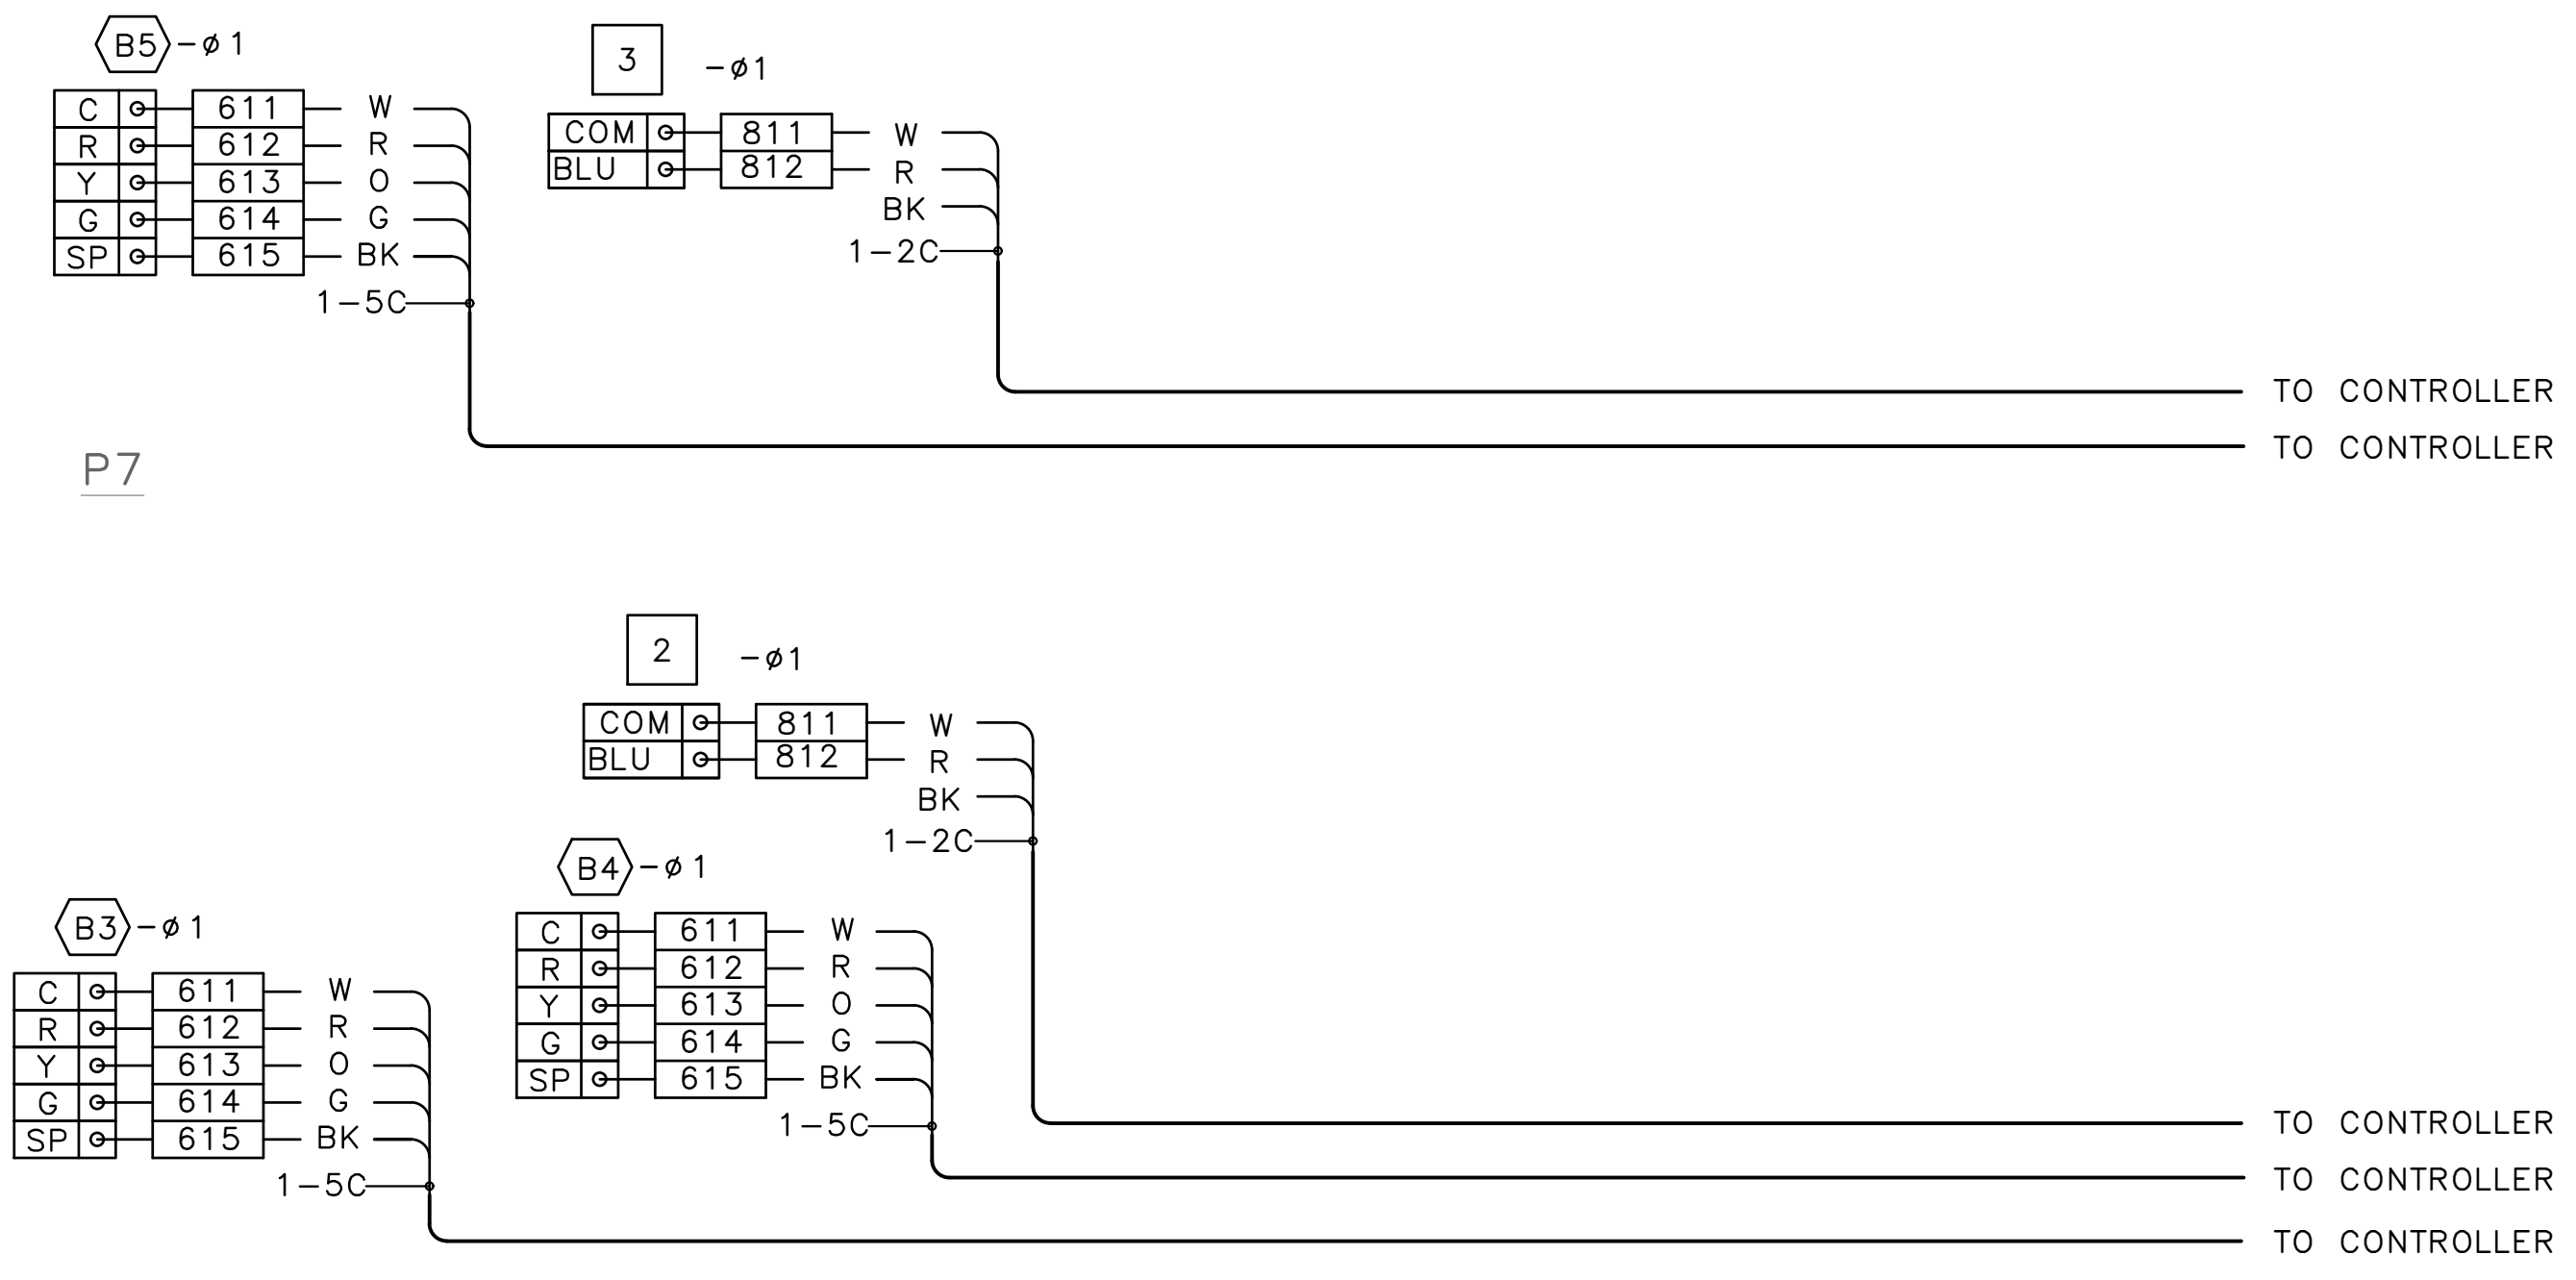 B5 -ø 1
C 611 W
R 612 R
Y 613 O
G 614 G
SP 615 BK
1-5C
3 -ø1
COM 811 W
BLU 812 R
BK
1-2C
TO CONTROLLER
TO CONTROLLER
P7
2 -ø1
COM 811 W
BLU 812 R
BK
1-2C
B4 -ø 1
C 611 W
R 612 R
Y 613 O
G 614 G
SP 615 BK
1-5C
B3 -ø 1
C 611 W
R 612 R
Y 613 O
G 614 G
SP 615 BK
1-5C
TO CONTROLLER
TO CONTROLLER
TO CONTROLLER